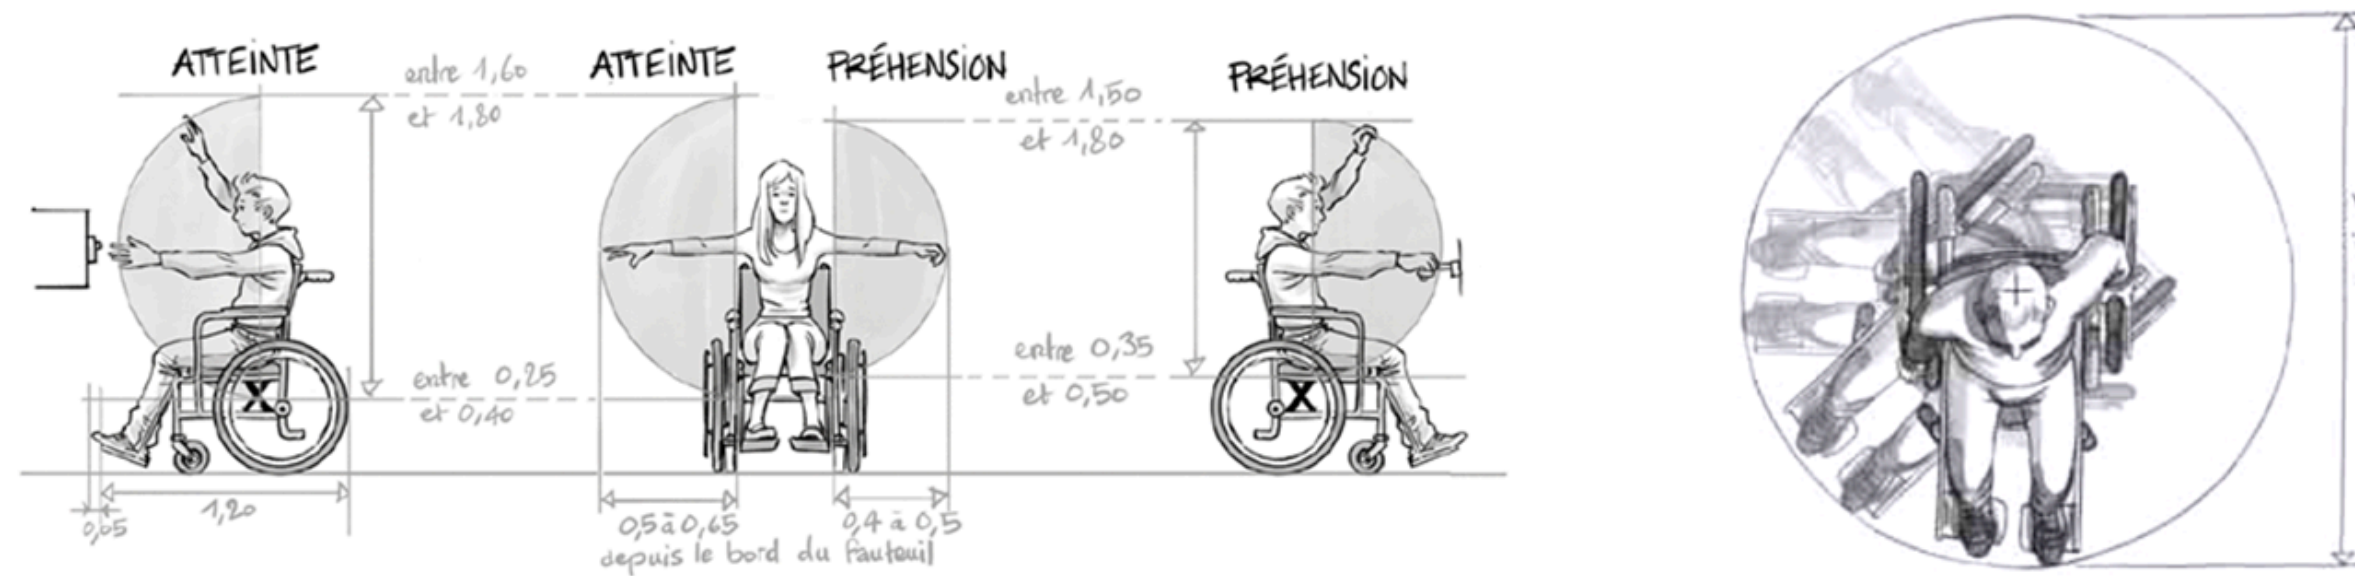 ATTEINTE
entre 1,60
et 1,80
ATTEINTE
PRÉHENSION
entre 1,50
et 1,80
PRÉHENSION
entre 0,25
et 0,40
entre 0,35
et 0,50
X
X
0,05
1,20
0,5 à 0,65
0,4 à 0,5
depuis le bord du fauteuil